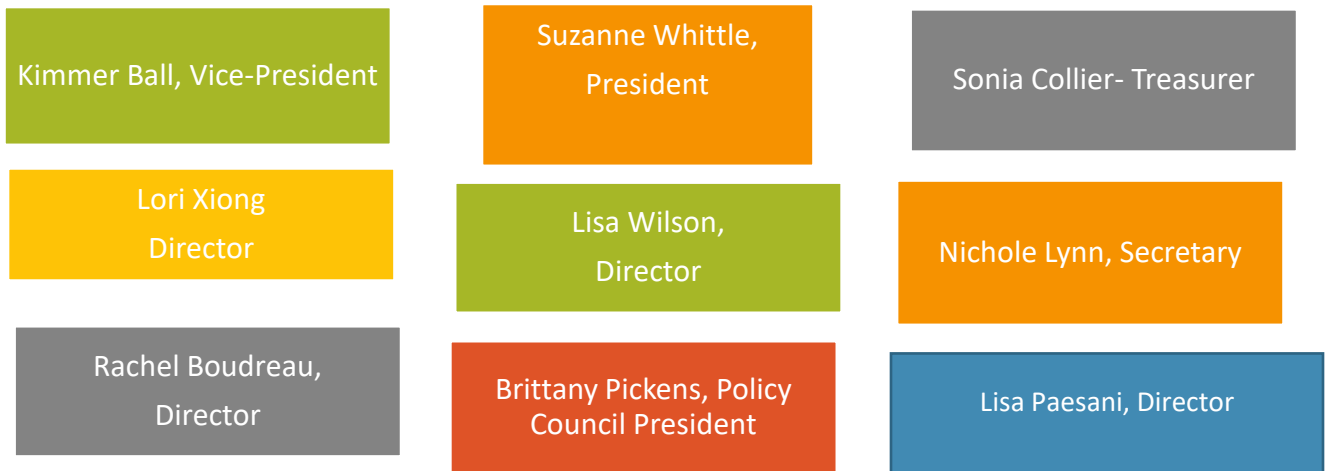 Kimmer Ball, Vice-President
Suzanne Whittle,
President
Sonia Collier- Treasurer
Lori Xiong
Director
Lisa Wilson,
Director
Nichole Lynn, Secretary
Rachel Boudreau,
Director
Brittany Pickens, Policy
Council President
Lisa Paesani, Director